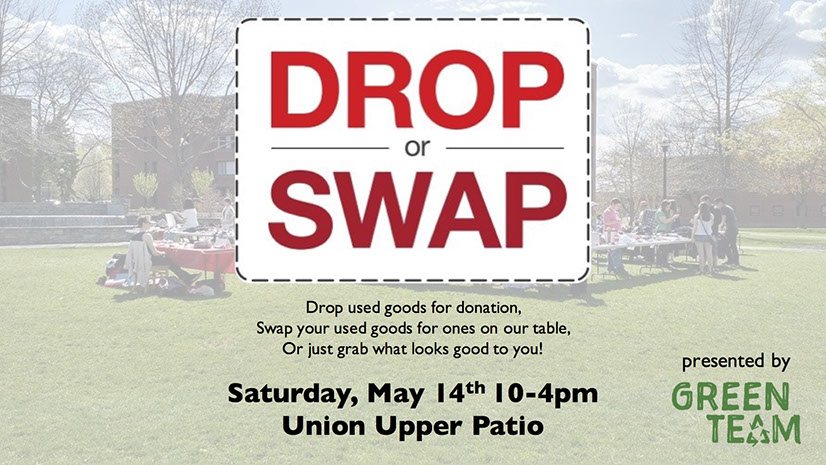 DROP
or
SWAP
Drop used goods for donation,
Swap your used goods for ones on our table,
Or just grab what looks good to you!
Saturday, May 14th 10-4pm
Union Upper Patio
presented by
GREEN
TEAM